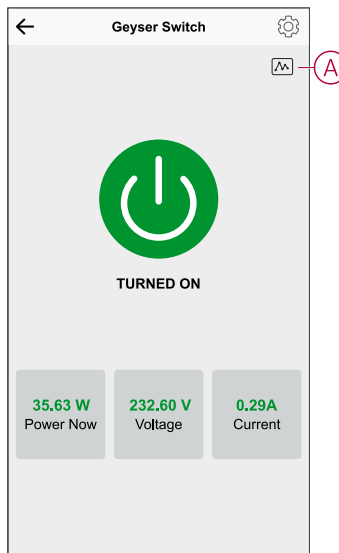 Geyser Switch
A
TURNED ON
35.63 W
Power Now
232.60 V
Voltage
0.29A
Current